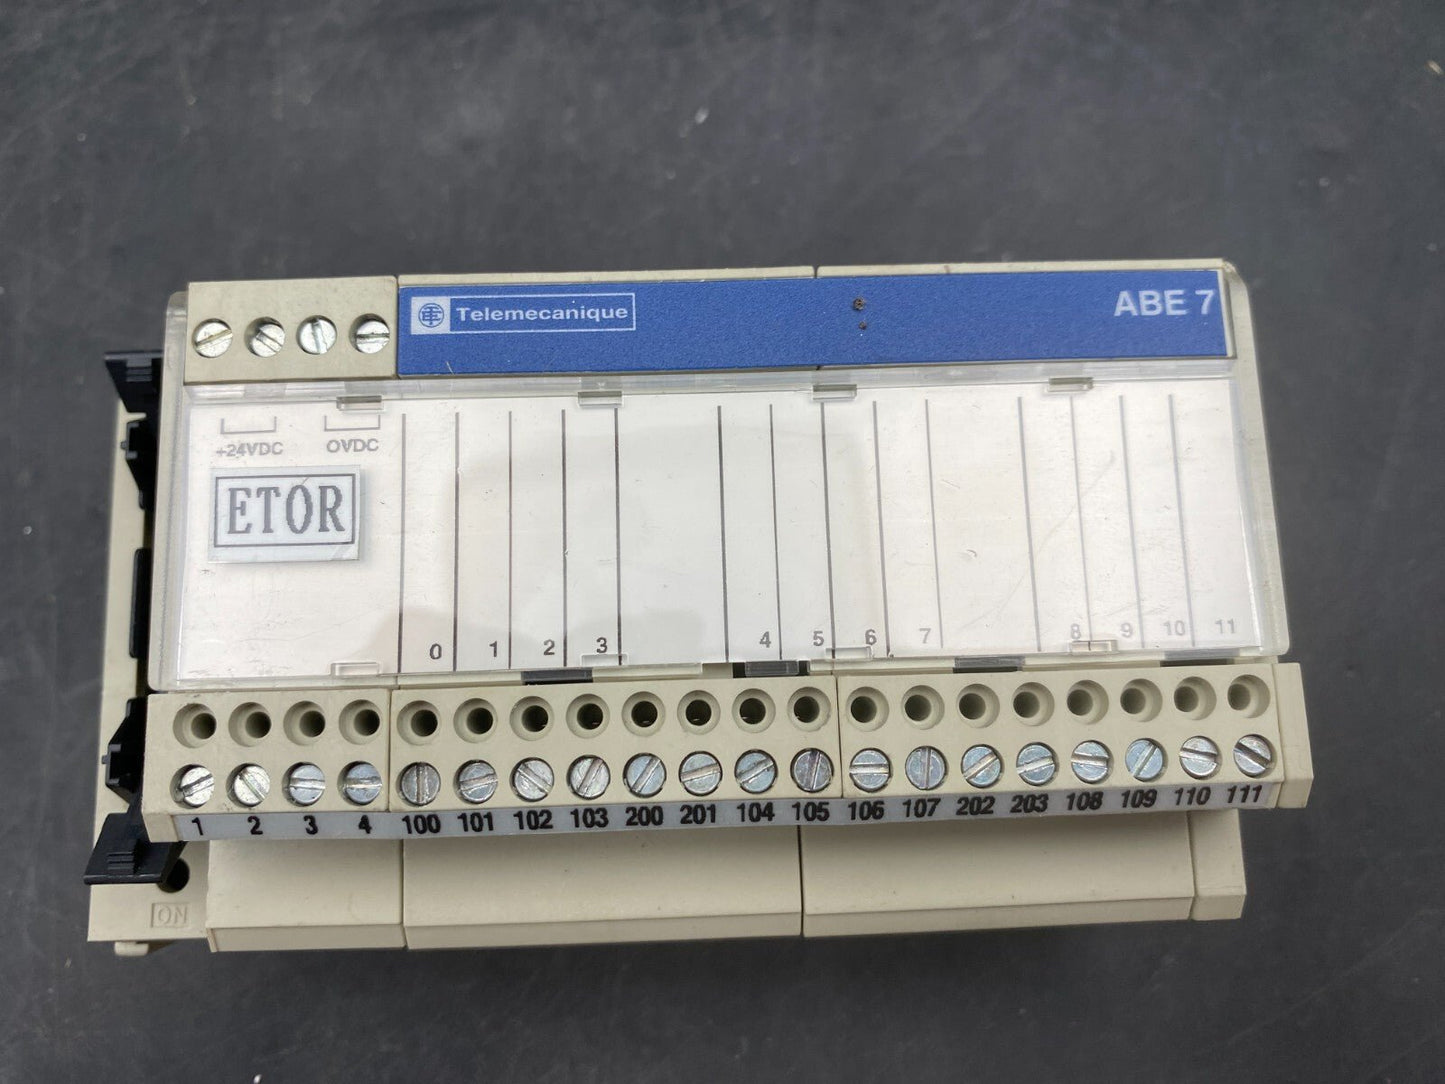 Telemecanique
ABE 7
+24VDC 0VDC
ETOR
0 1 2 3 4 5 6 7 8 9 10 11
1 2 3 4 100 101 102 103 200 201 104 105 106 107 202 203 108 109 110 111
ON